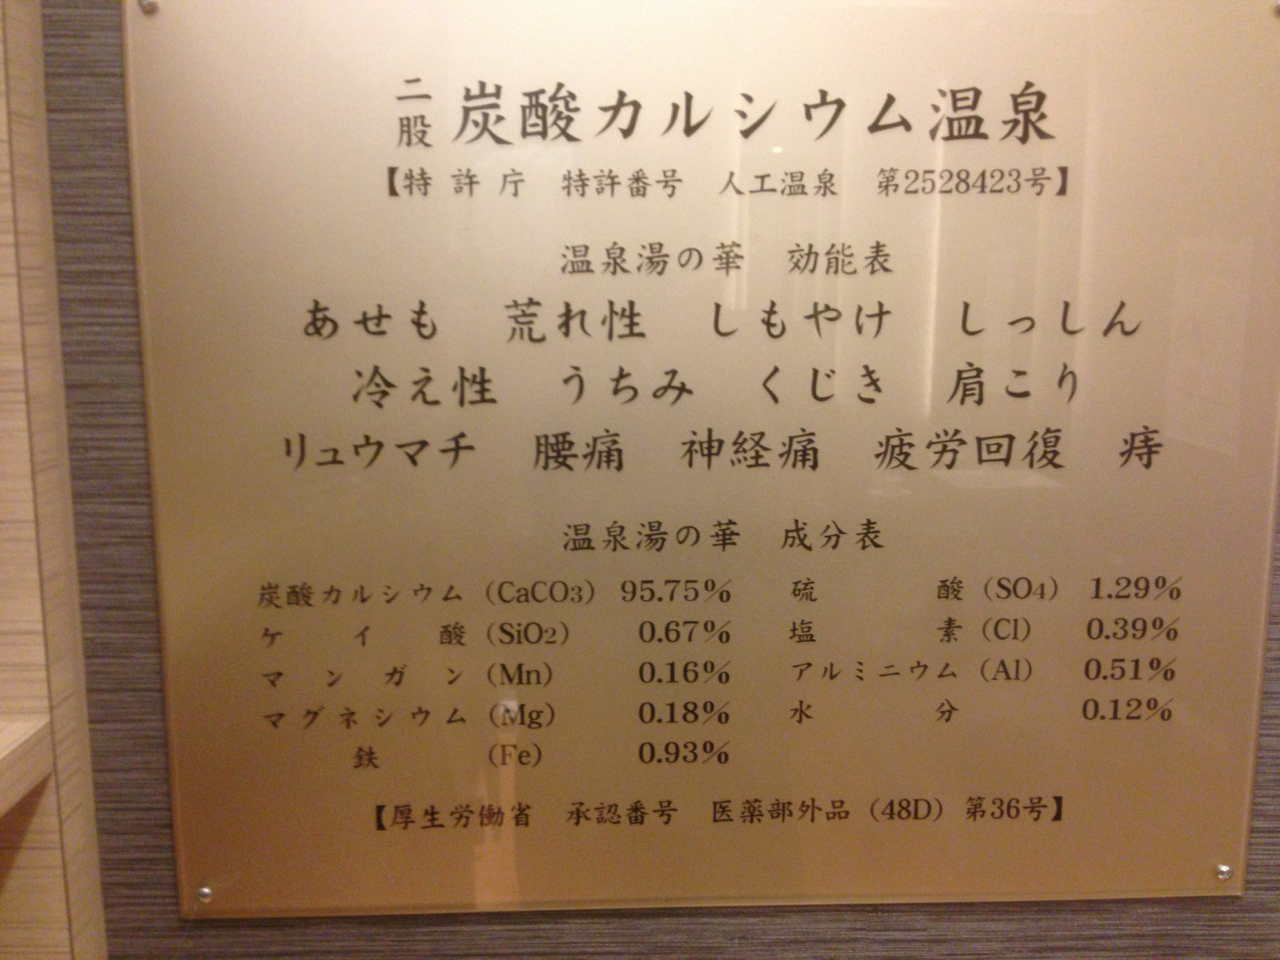 二股 炭酸カルシウム温泉
【特許庁 特許番号 人工温泉 第2528423号】
温泉湯の華 効能表
あせも 荒れ性 しもやけ しっしん
冷え性 うちみ くじき 肩こり
リュウマチ 腰痛 神経痛 疲労回復 痔
温泉湯の華 成分表
炭酸カルシウム (CaCO3) 95.75% 硫酸 (SO4) 1.29%
ケイ酸 (SiO2) 0.67% 塩素 (Cl) 0.39%
マンガン (Mn) 0.16% アルミニウム (Al) 0.51%
マグネシウム (Mg) 0.18% 水分 0.12%
鉄 (Fe) 0.93%
【厚生労働省 承認番号 医薬部外品 (48D) 第36号】